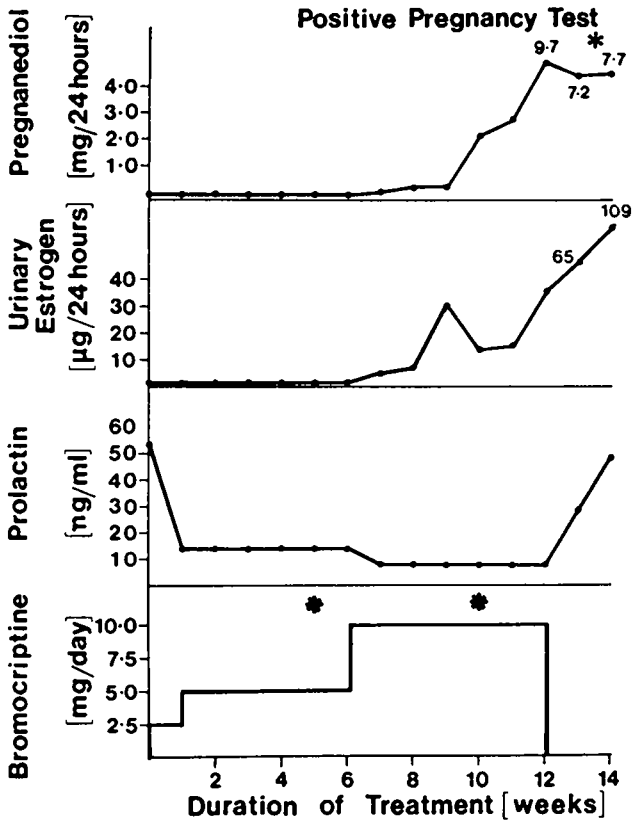 Positive Pregnancy Test
Pregnanediol
[mg/24 hours]
4·0
3·0
2·0
1·0
9·7
*
7·7
7·2
Urinary
Estrogen
[µg/24 hours]
40
30
20
10
65
109
Prolactin
[ng/ml]
60
50
40
30
20
10
Bromocriptine
[mg/day]
10·0
7·5
5·0
2·5
*
*
2 4 6 8 10 12 14
Duration of Treatment [weeks]